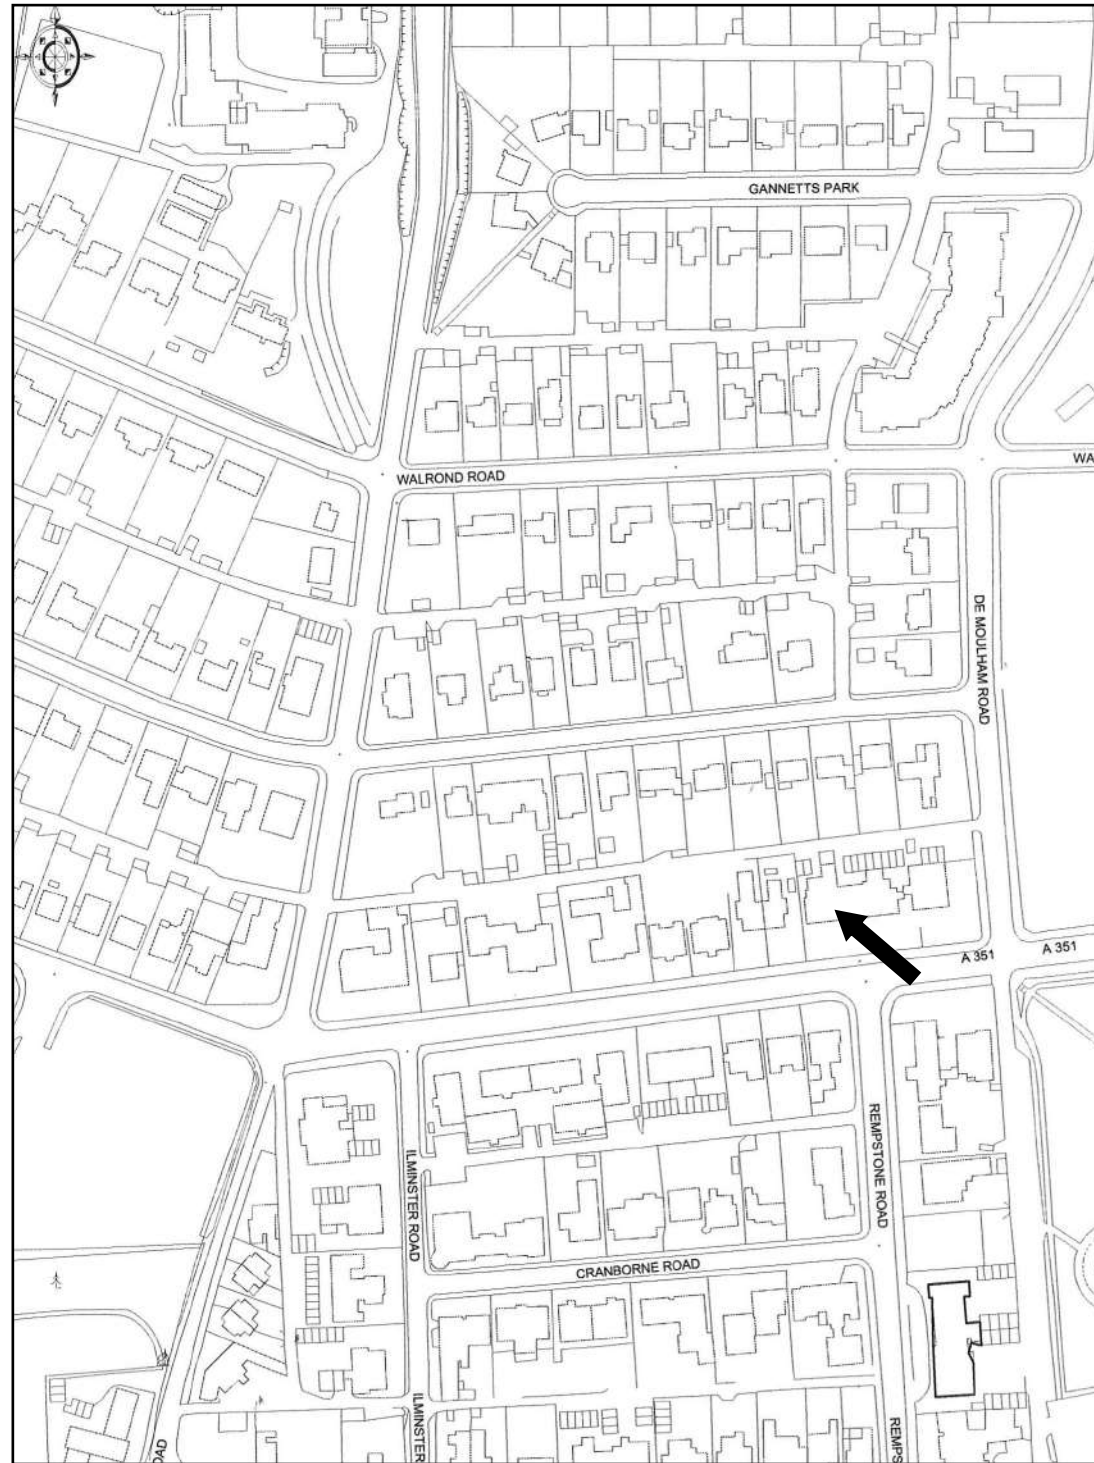 GANNETTS PARK
WALROND ROAD
WA
DE MOULHAM ROAD
A 351
A 351
REMPSTONE ROAD
ILMINSTER ROAD
CRANBORNE ROAD
ILMINSTER
REMPS
OAD